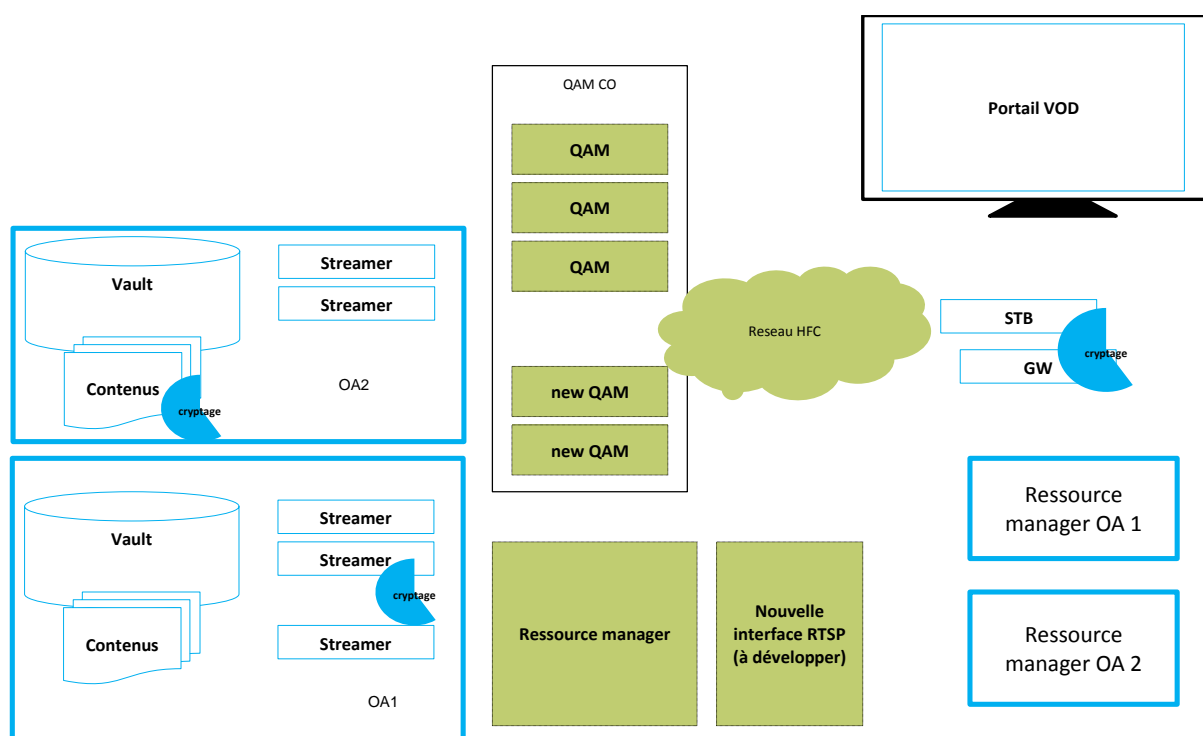 QAM CO
QAM
QAM
QAM
new QAM
new QAM
Portail VOD
Vault
Contenus
cryptage
Streamer
Streamer
OA2
Reseau HFC
STB
GW
cryptage
Vault
Contenus
Streamer
Streamer
cryptage
Streamer
OA1
Ressource manager
Nouvelle
interface RTSP
(à développer)
Ressource
manager OA 1
Ressource
manager OA 2